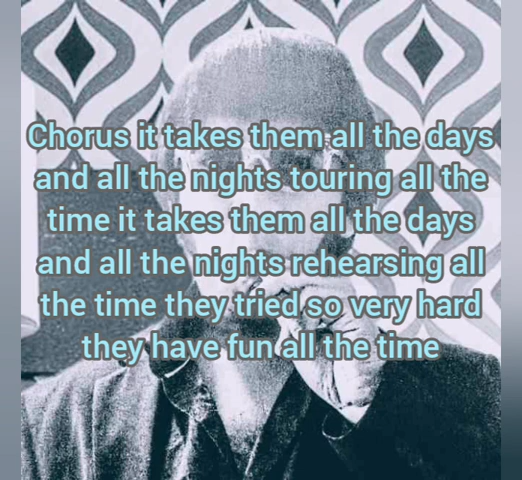 Chorus it takes them all the days
and all the nights touring all the
time it takes them all the days
and all the nights rehearsing all
the time they tried so very hard
they have fun all the time